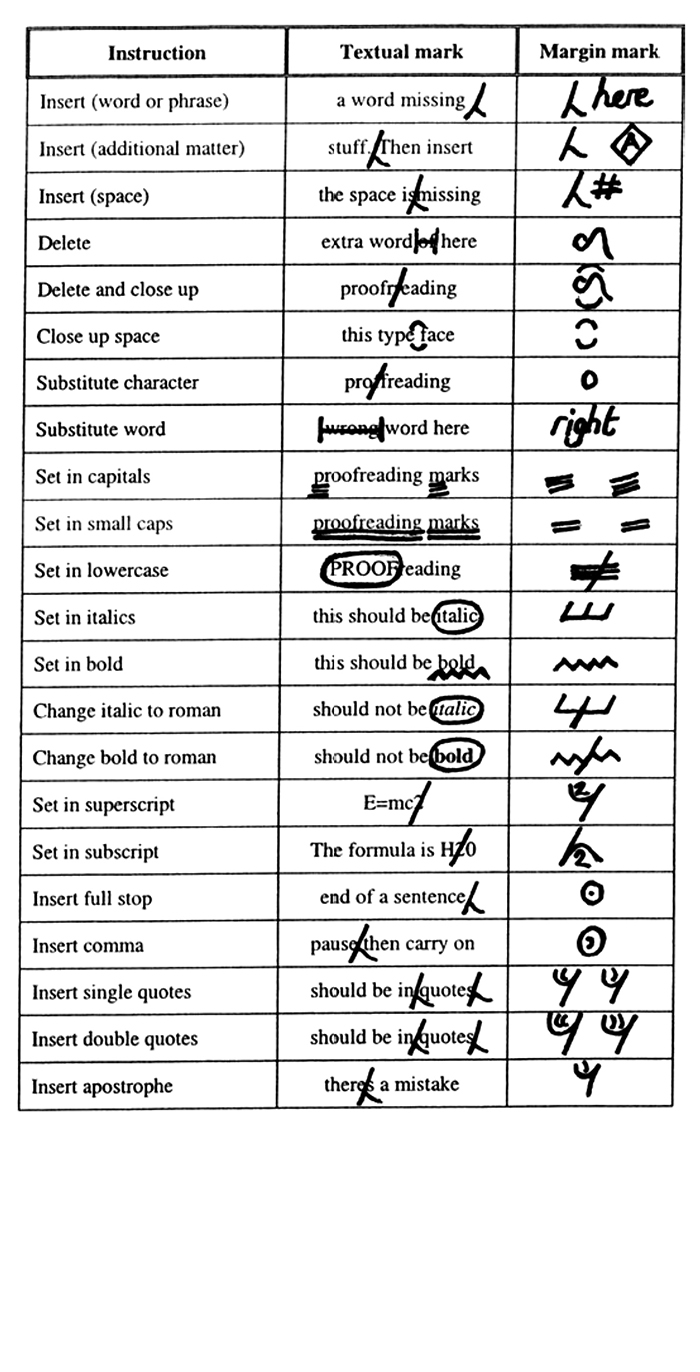 Instruction Textual mark Margin mark
Insert (word or phrase) a word missing here
Insert (additional matter) stuff. Then insert A
Insert (space) the space ismissing #
Delete extra word of here
Delete and close up proofreading
Close up space this type face
Substitute character proffreading o
Substitute word wrong word here right
Set in capitals proofreading marks
Set in small caps proofreading marks
Set in lowercase PROOFreading
Set in italics this should be italic
Set in bold this should be bold
Change italic to roman should not be italic
Change bold to roman should not be bold
Set in superscript E=mc2 2
Set in subscript The formula is H20 2
Insert full stop end of a sentence .
Insert comma pause then carry on ,
Insert single quotes should be in quotes ‘ ’
Insert double quotes should be in quotes “ ”
Insert apostrophe theres a mistake ’